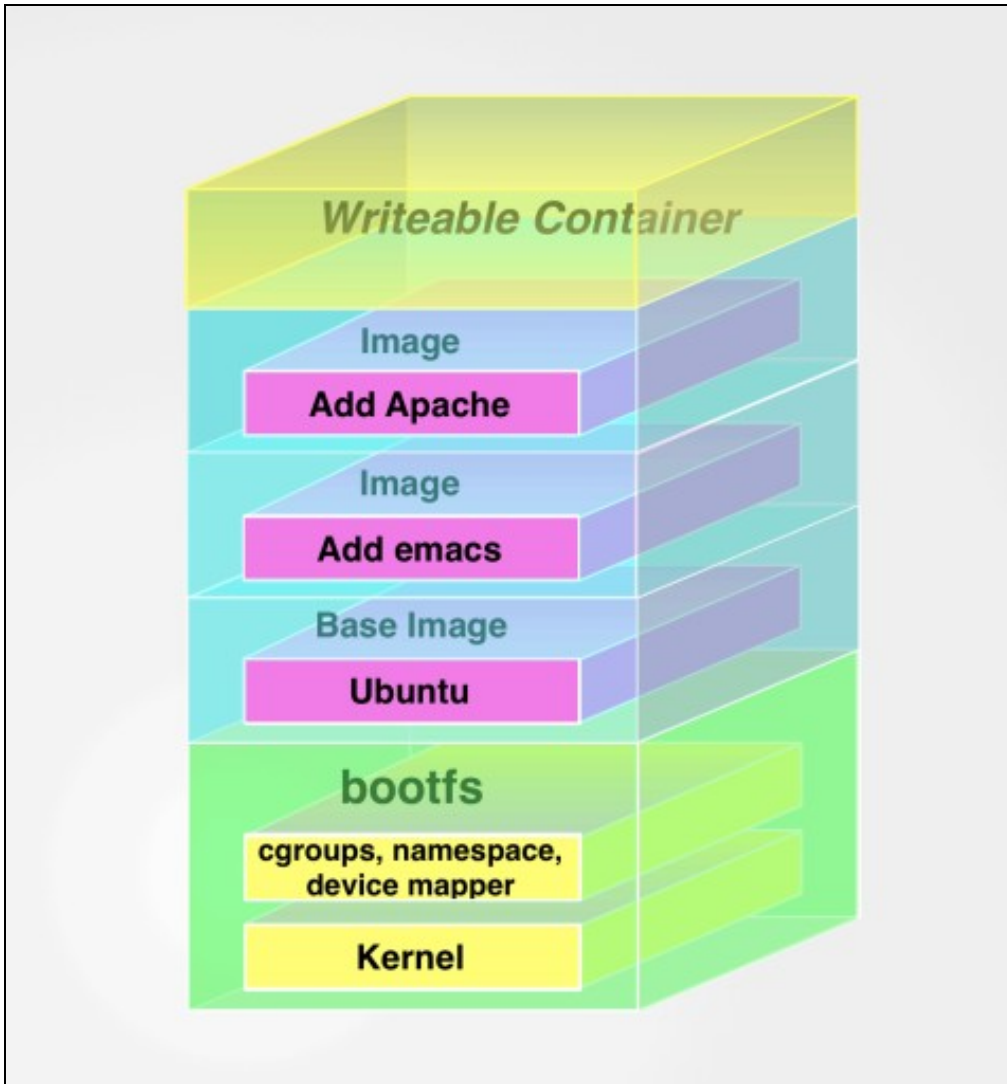 Writeable Container
Image
Add Apache
Image
Add emacs
Base Image
Ubuntu
bootfs
cgroups, namespace,
device mapper
Kernel